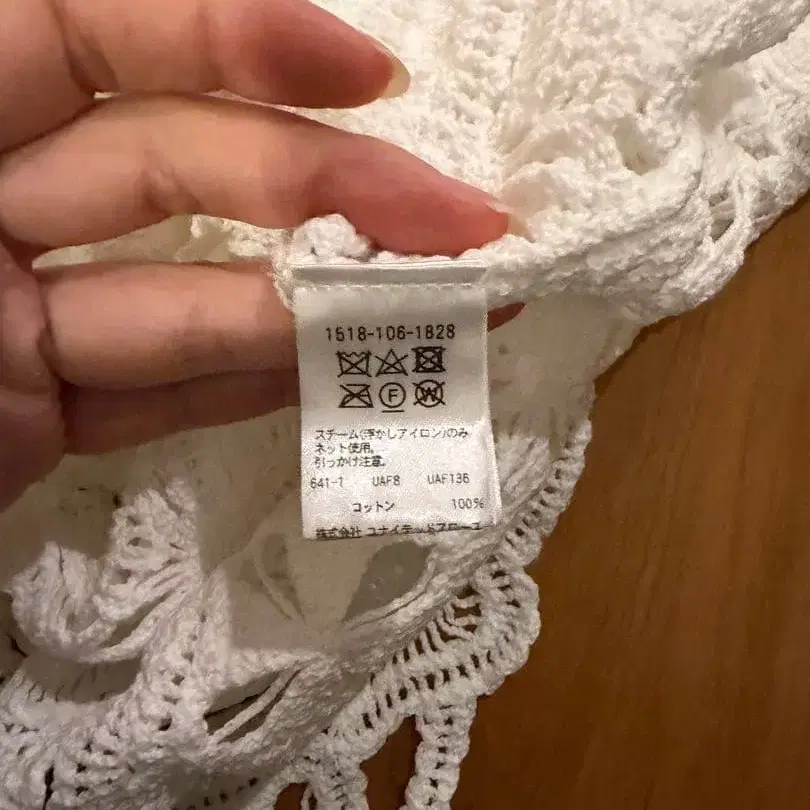 1518-106-1828
F W
スチーム(浮かしアイロン)のみ
ネット使用。
引っかけ注意。
641-1 UAF8 UAF136
コットン 100%
株式会社 ユナイテッドアローズ